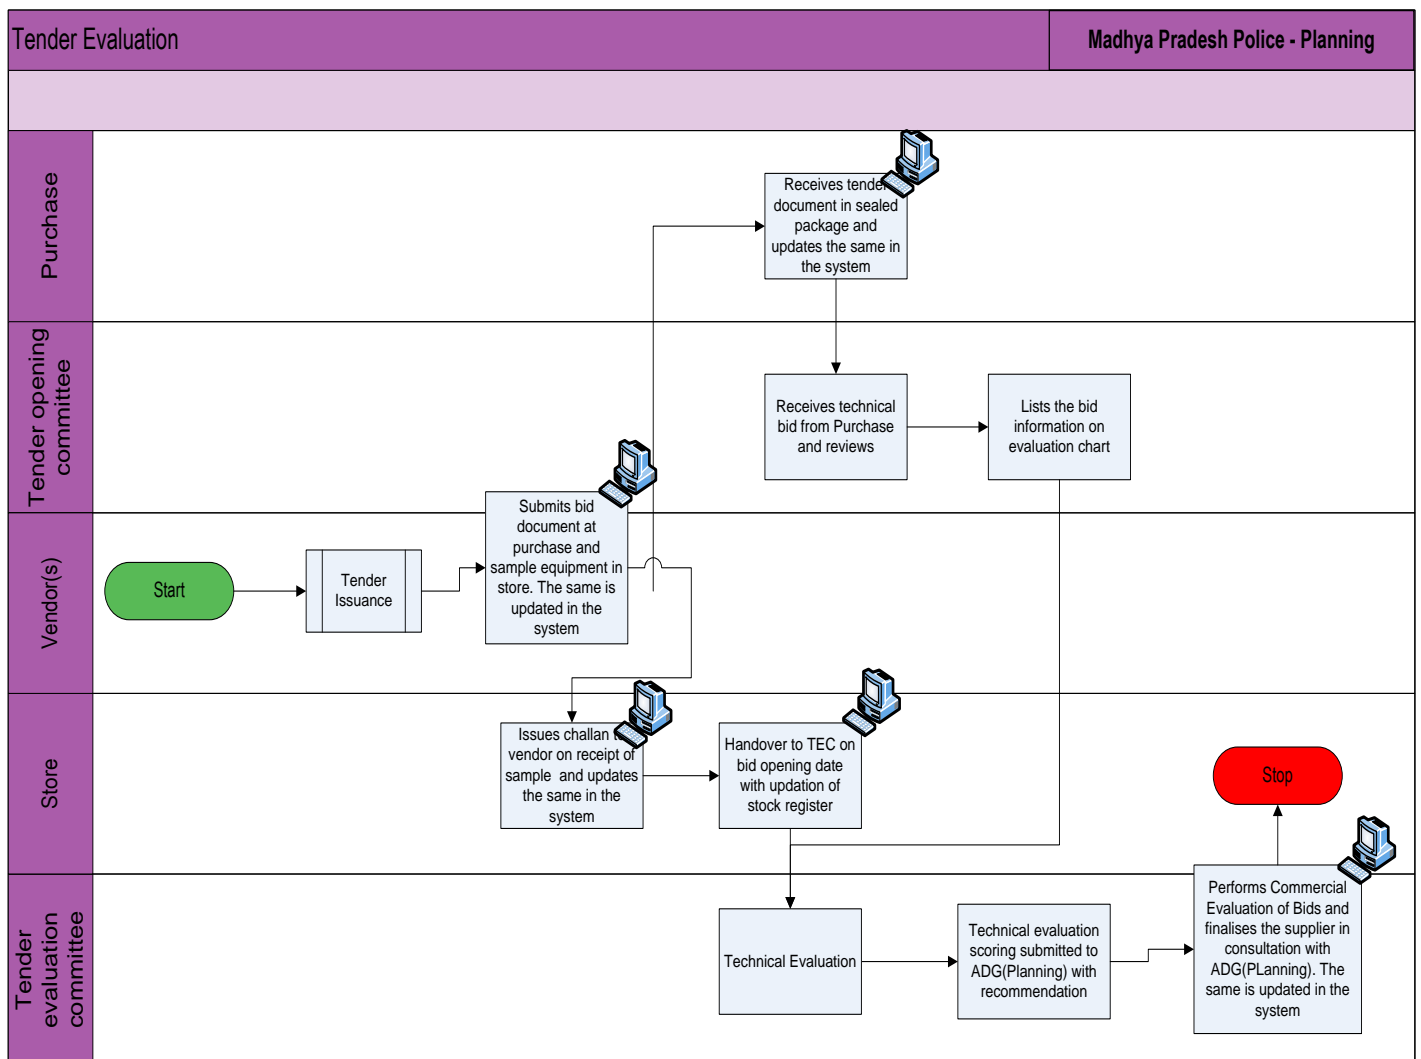 Tender Evaluation
Madhya Pradesh Police - Planning
Purchase
Receives tender
document in sealed
package and
updates the same in
the system
Tender opening
committee
Receives technical
bid from Purchase
and reviews
Lists the bid
information on
evaluation chart
Vendor(s)
Start
Tender
Issuance
Submits bid
document at
purchase and
sample equipment in
store. The same is
updated in the
system
Store
Issues challan
vendor on receipt of
sample and updates
the same in the
system
Handover to TEC on
bid opening date
with updation of
stock register
Stop
Tender
evaluation
committee
Technical Evaluation
Technical evaluation
scoring submitted to
ADG(Planning) with
recommendation
Performs Commercial
Evaluation of Bids and
finalises the supplier in
consultation with
ADG(PLanning). The
same is updated in the
system